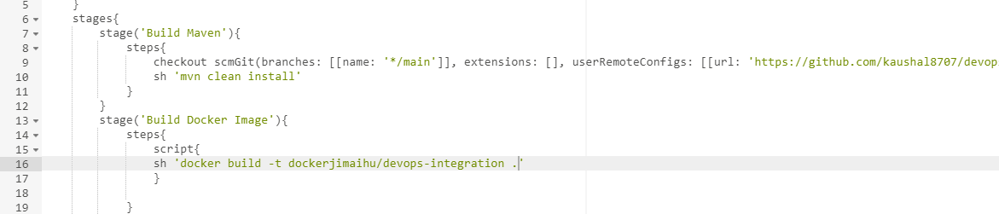 5 }
6 stages{
7 stage('Build Maven'){
8 steps{
9 checkout scmGit(branches: [[name: '*/main']], extensions: [], userRemoteConfigs: [[url: 'https://github.com/kaushal8707/devop
10 sh 'mvn clean install'
11 }
12 }
13 stage('Build Docker Image'){
14 steps{
15 script{
16 sh 'docker build -t dockerjimaihu/devops-integration .'
17 }
18
19 }